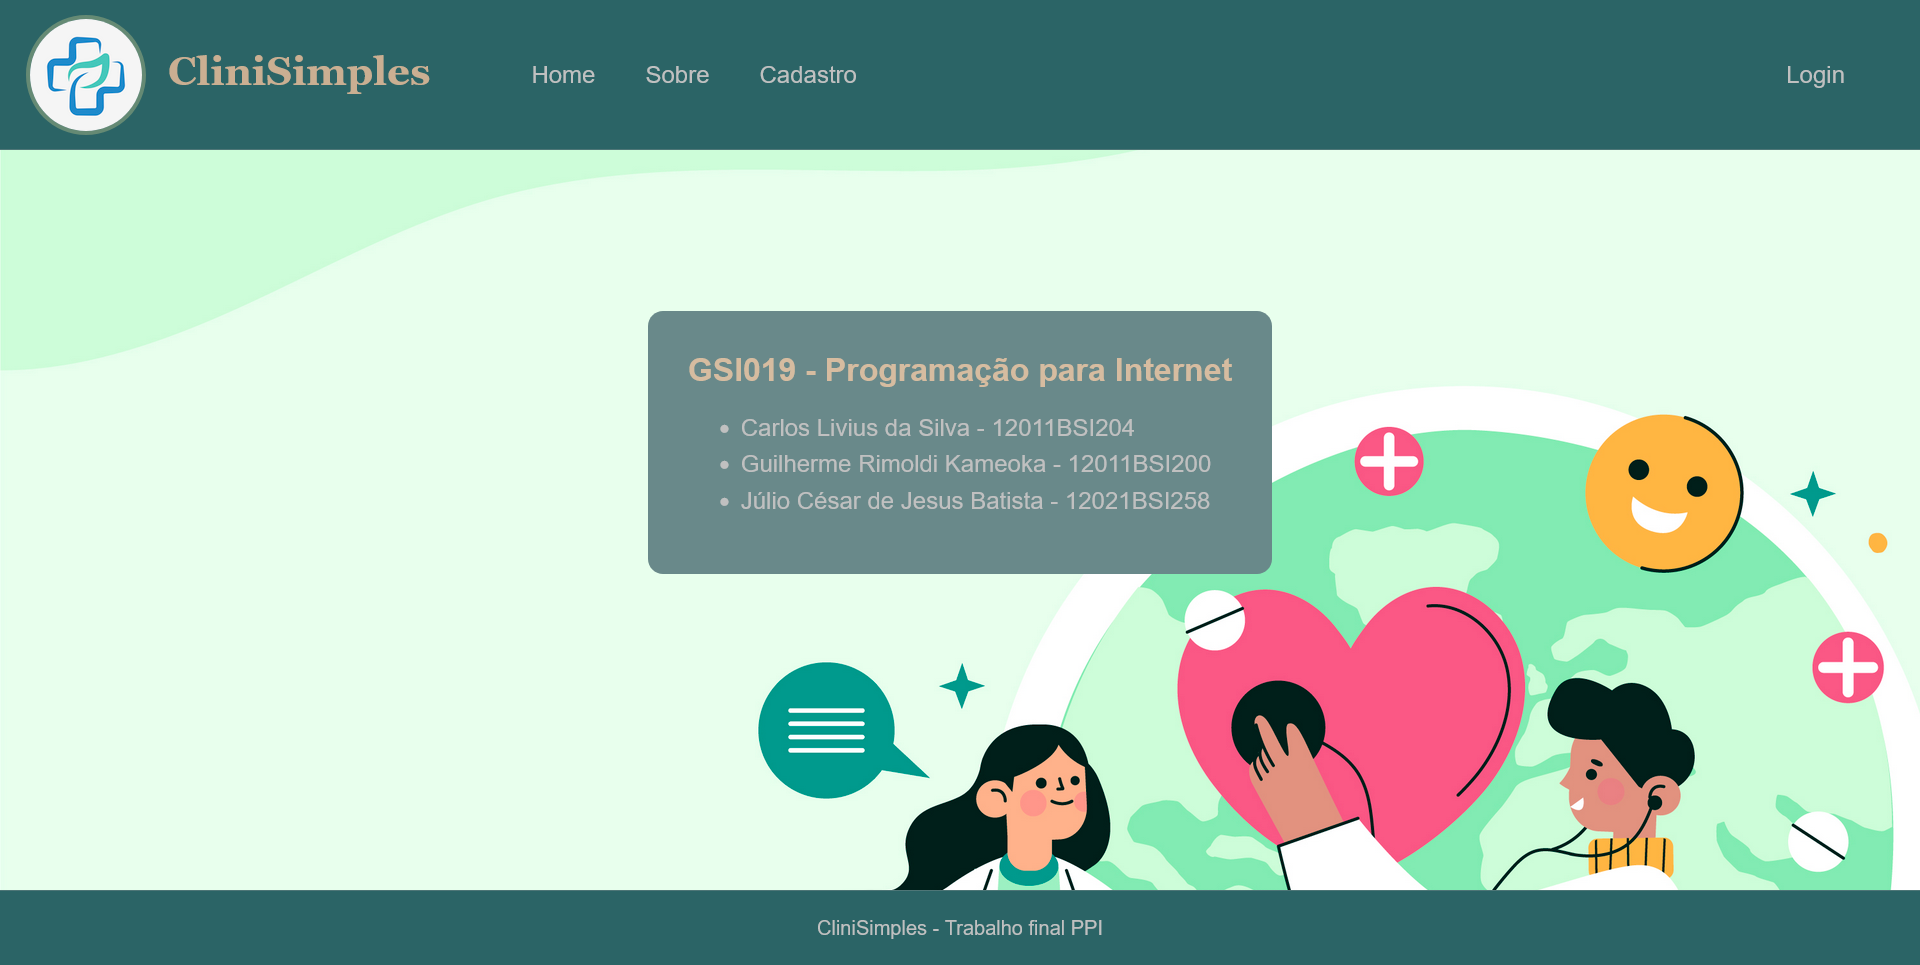 CliniSimples
Home
Sobre
Cadastro
Login
GSI019 - Programação para Internet
• Carlos Livius da Silva - 12011BSI204
• Guilherme Rimoldi Kameoka - 12011BSI200
• Júlio César de Jesus Batista - 12021BSI258
CliniSimples - Trabalho final PPI